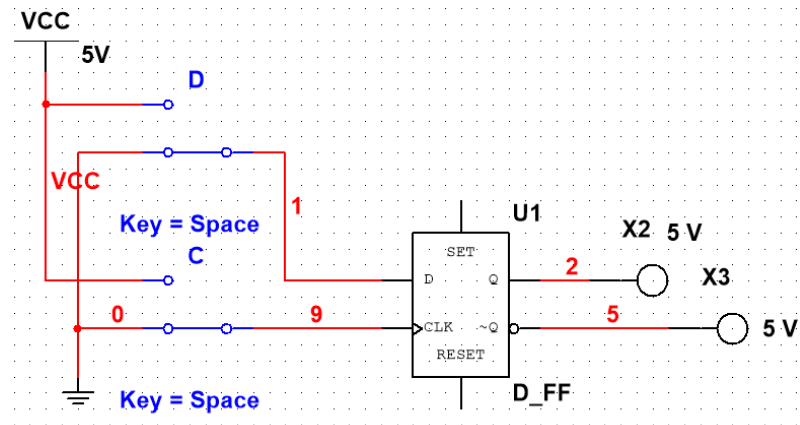 VCC
5V
D
VCC
1
Key = Space
C
U1
X2 5 V
SET
2
X3
D Q
0
9
CLK ~Q
5
5 V
RESET
Key = Space
D_FF